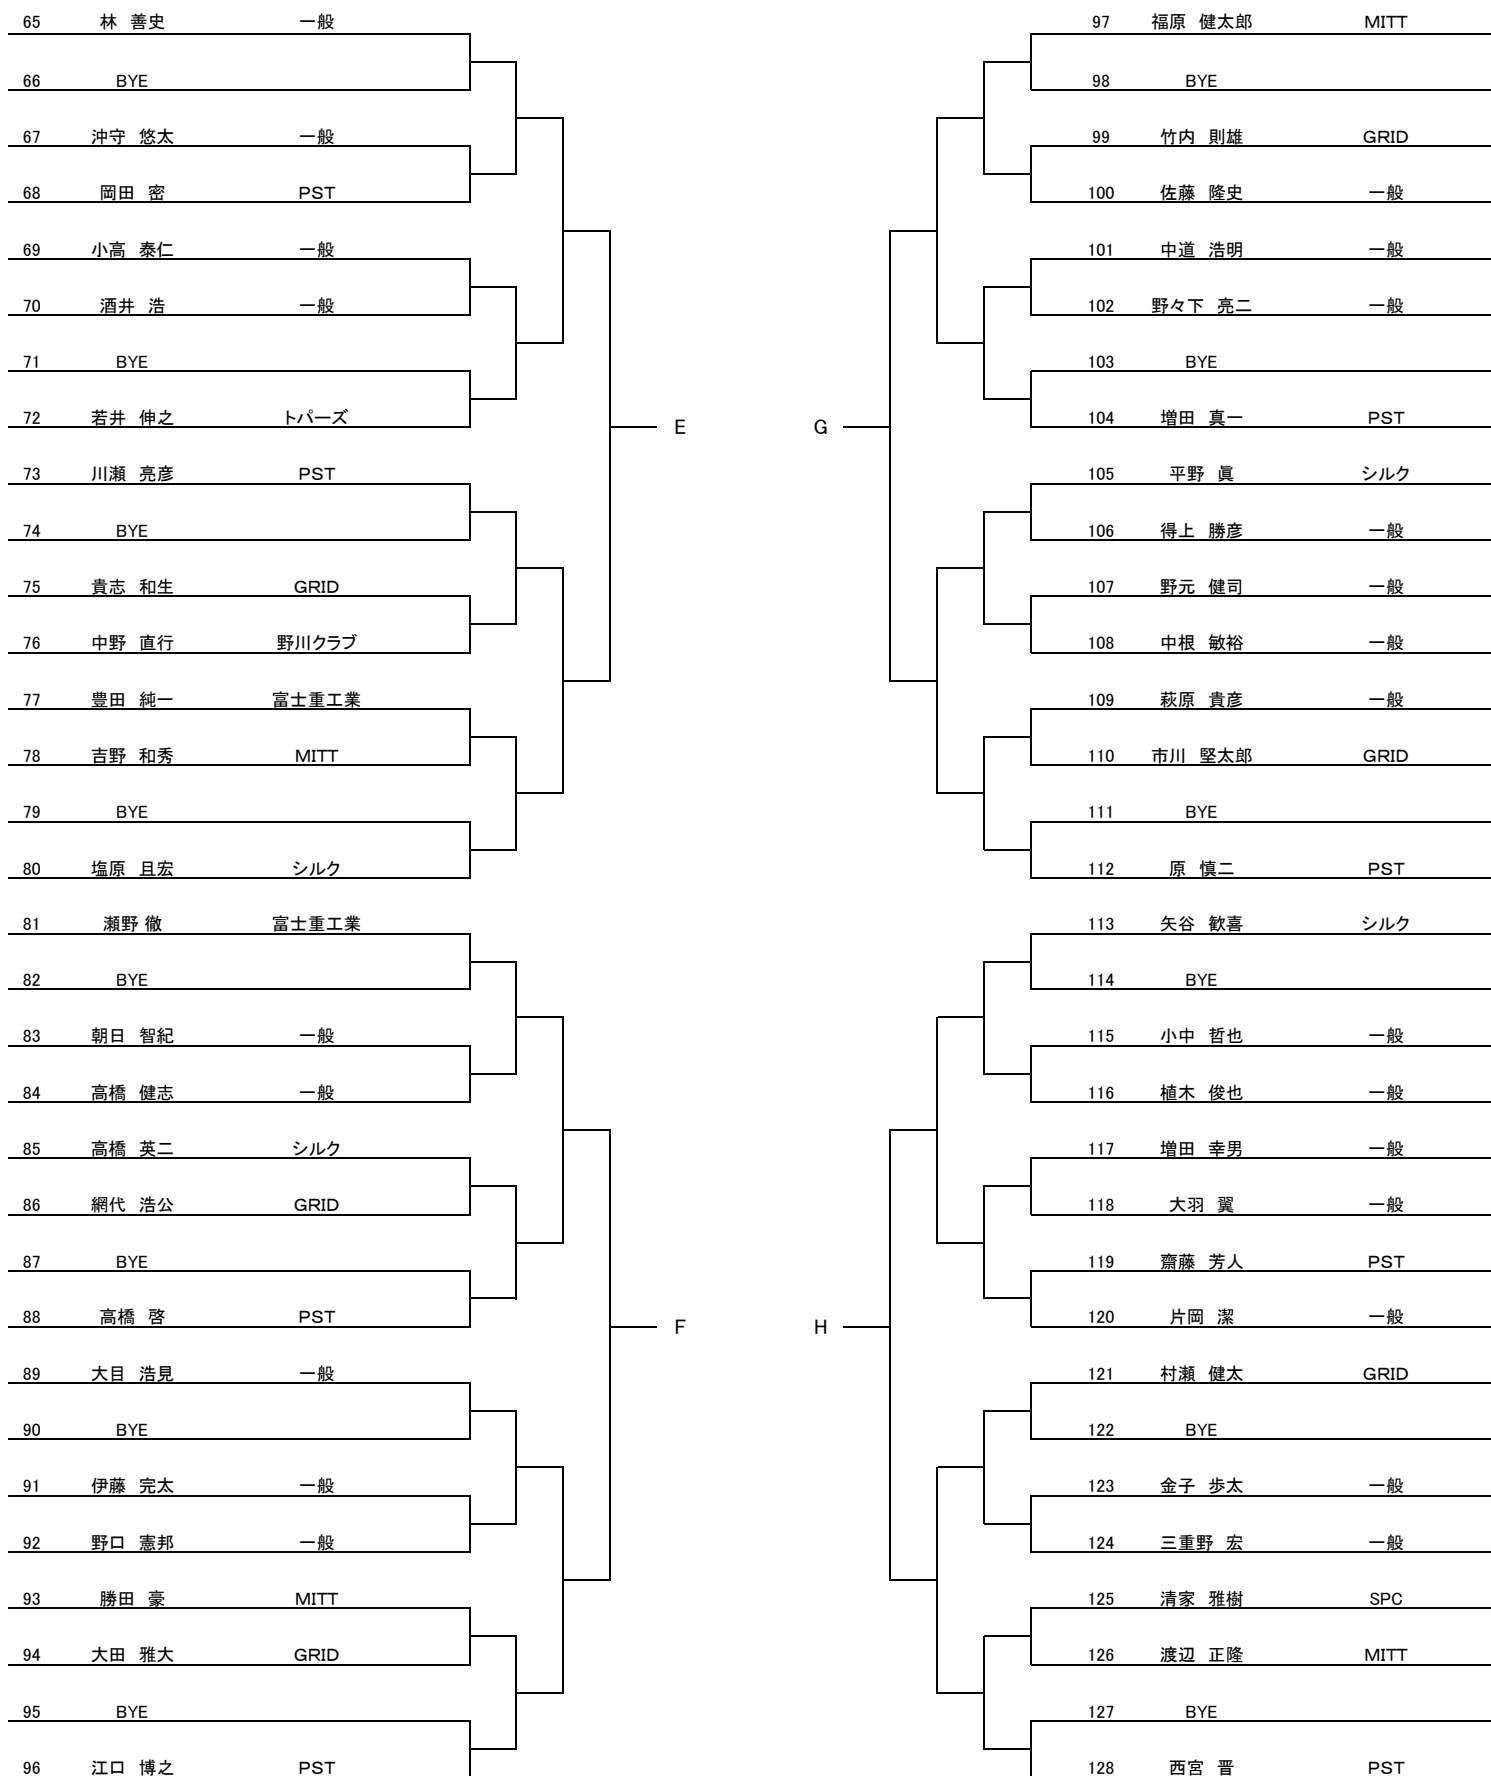 65 林 善史 一般
66 BYE
67 沖守 悠太 一般
68 岡田 密 PST
69 小高 泰仁 一般
70 酒井 浩 一般
71 BYE
72 若井 伸之 トパーズ
E
73 川瀬 亮彦 PST
74 BYE
75 貴志 和生 GRID
76 中野 直行 野川クラブ
77 豊田 純一 富士重工業
78 吉野 和秀 MITT
79 BYE
80 塩原 且宏 シルク
81 瀬野 徹 富士重工業
82 BYE
83 朝日 智紀 一般
84 高橋 健志 一般
85 高橋 英二 シルク
86 網代 浩公 GRID
87 BYE
88 高橋 啓 PST
F
89 大目 浩見 一般
90 BYE
91 伊藤 完太 一般
92 野口 憲邦 一般
93 勝田 豪 MITT
94 大田 雅大 GRID
95 BYE
96 江口 博之 PST
97 福原 健太郎 MITT
98 BYE
99 竹内 則雄 GRID
100 佐藤 隆史 一般
101 中道 浩明 一般
102 野々下 亮二 一般
103 BYE
104 増田 真一 PST
G
105 平野 眞 シルク
106 得上 勝彦 一般
107 野元 健司 一般
108 中根 敏裕 一般
109 萩原 貴彦 一般
110 市川 堅太郎 GRID
111 BYE
112 原 慎二 PST
113 矢谷 歓喜 シルク
114 BYE
115 小中 哲也 一般
116 植木 俊也 一般
117 増田 幸男 一般
118 大羽 翼 一般
119 齋藤 芳人 PST
120 片岡 潔 一般
H
121 村瀬 健太 GRID
122 BYE
123 金子 歩太 一般
124 三重野 宏 一般
125 清家 雅樹 SPC
126 渡辺 正隆 MITT
127 BYE
128 西宮 晋 PST